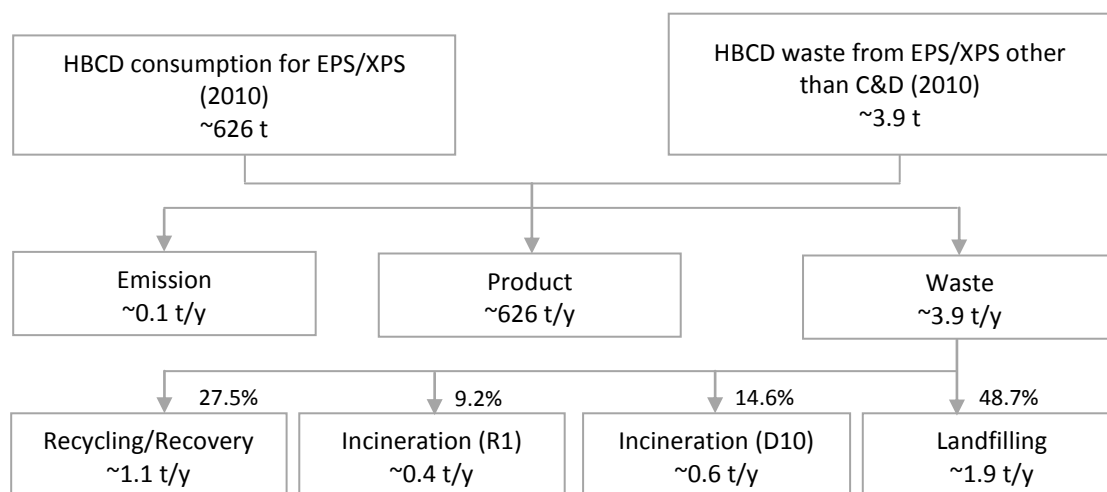 HBCD consumption for EPS/XPS
(2010)
~626 t
HBCD waste from EPS/XPS other
than C&D (2010)
~3.9 t
Emission
~0.1 t/y
Product
~626 t/y
Waste
~3.9 t/y
27.5%
9.2%
14.6%
48.7%
Recycling/Recovery
~1.1 t/y
Incineration (R1)
~0.4 t/y
Incineration (D10)
~0.6 t/y
Landfilling
~1.9 t/y